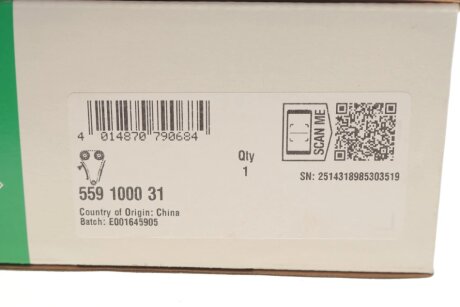 4 014870 790684
SCAN ME
Qty
1
SN: 2514318985303519
559 1000 31
Country of Origin: China
Batch: E001645905